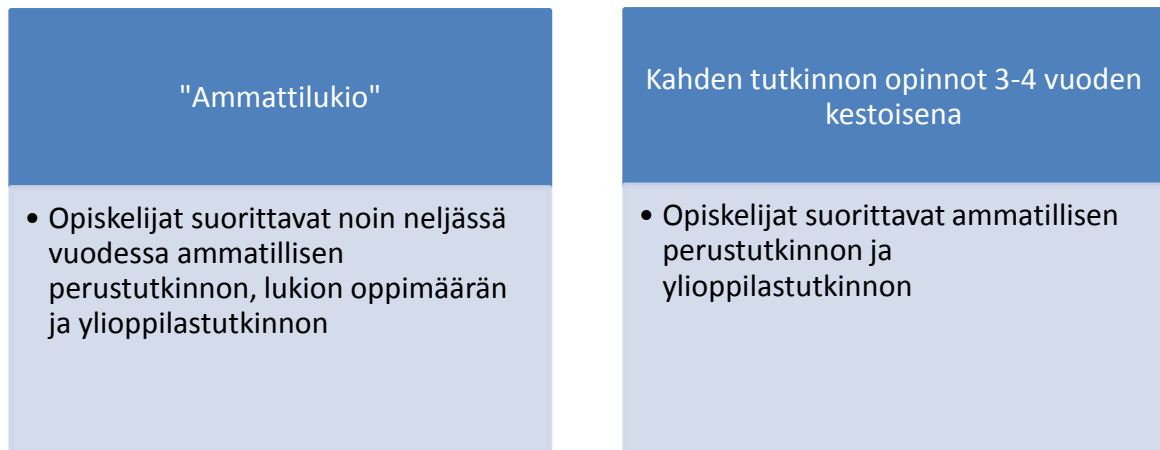 "Ammattilukio"
• Opiskelijat suorittavat noin neljässä
vuodessa ammatillisen
perustutkinnon, lukion oppimäärän
ja ylioppilastutkinnon
Kahden tutkinnon opinnot 3-4 vuoden
kestoisena
• Opiskelijat suorittavat ammatillisen
perustutkinnon ja
ylioppilastutkinnon